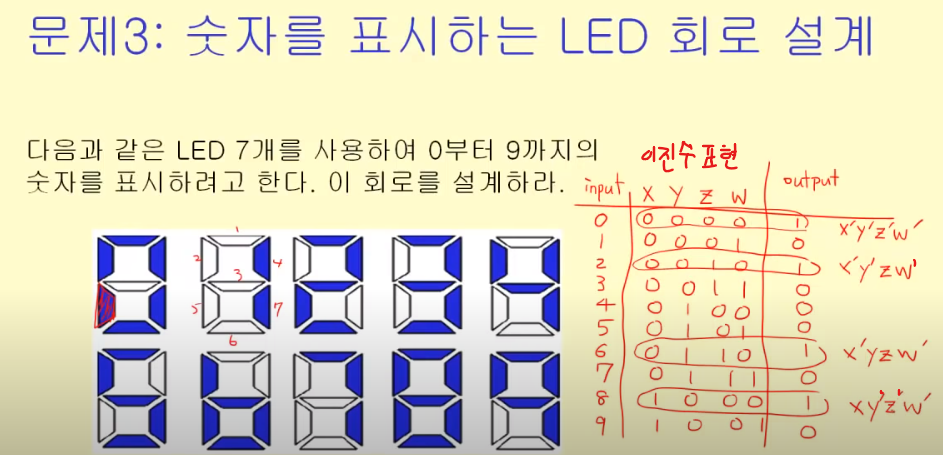 문제3: 숫자를 표시하는 LED 회로 설계
다음과 같은 LED 7개를 사용하여 0부터 9까지의
숫자를 표시하려고 한다. 이 회로를 설계하라.
이진수 표현
input X Y Z W output
0 0 0 0 0 1 x'y'z'w'
1 0 0 0 1 0
2 0 0 1 0 1 x'y'zw'
3 0 0 1 1 0
4 0 1 0 0 0
5 0 1 0 1 0
6 0 1 1 0 1 x'yzw'
7 0 1 1 1 0
8 1 0 0 0 1 xy'z'w'
9 1 0 0 1 0
1
2 4
3
5 7
6